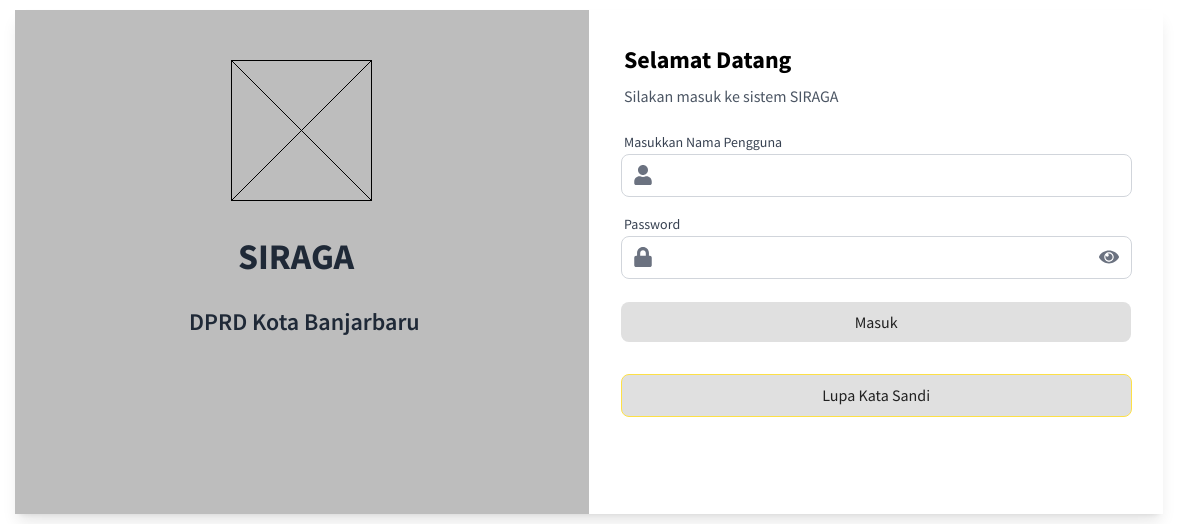 SIRAGA
DPRD Kota Banjarbaru
Selamat Datang
Silakan masuk ke sistem SIRAGA
Masukkan Nama Pengguna
Password
Masuk
Lupa Kata Sandi